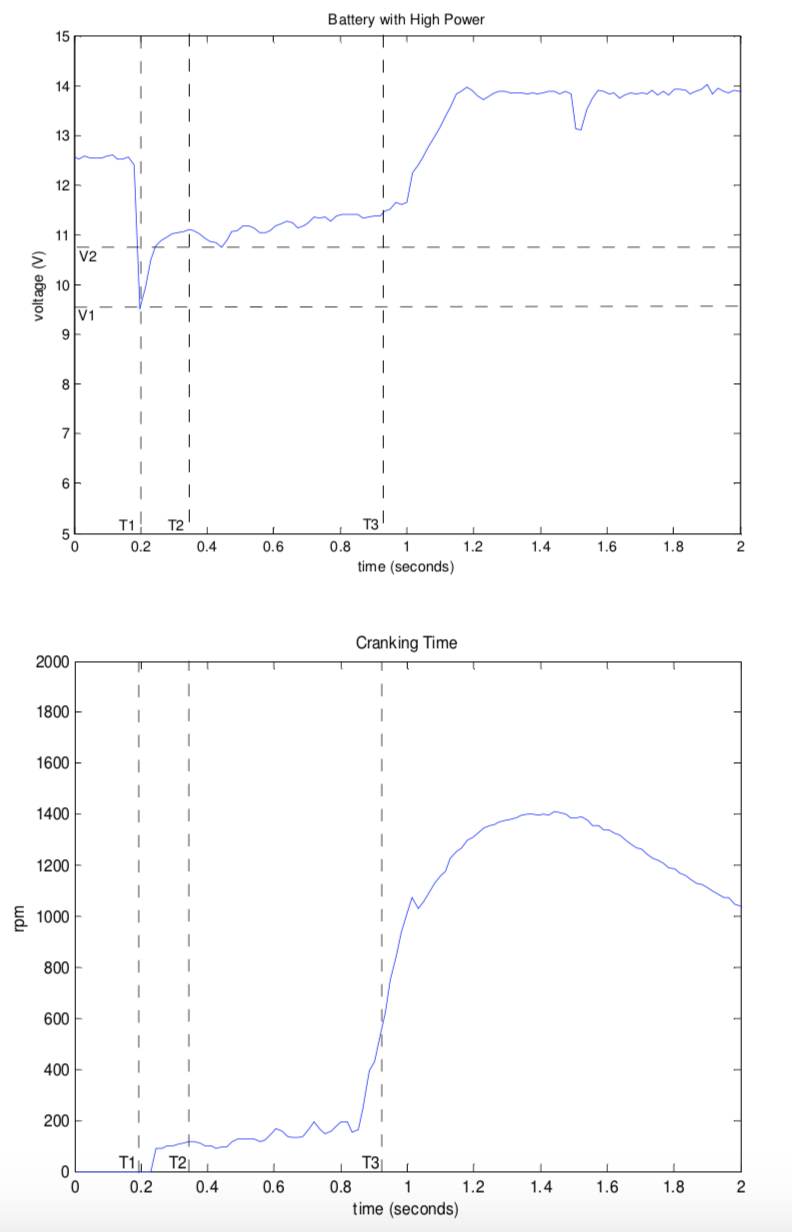 Battery with High Power
15
14
13
12
11
V2
10
V1
9
8
7
6
5
voltage (V)
T1 T2 T3
0 0.2 0.4 0.6 0.8 1 1.2 1.4 1.6 1.8 2
time (seconds)
Cranking Time
2000
1800
1600
1400
1200
1000
800
600
400
200
0
rpm
T1 T2 T3
0 0.2 0.4 0.6 0.8 1 1.2 1.4 1.6 1.8 2
time (seconds)